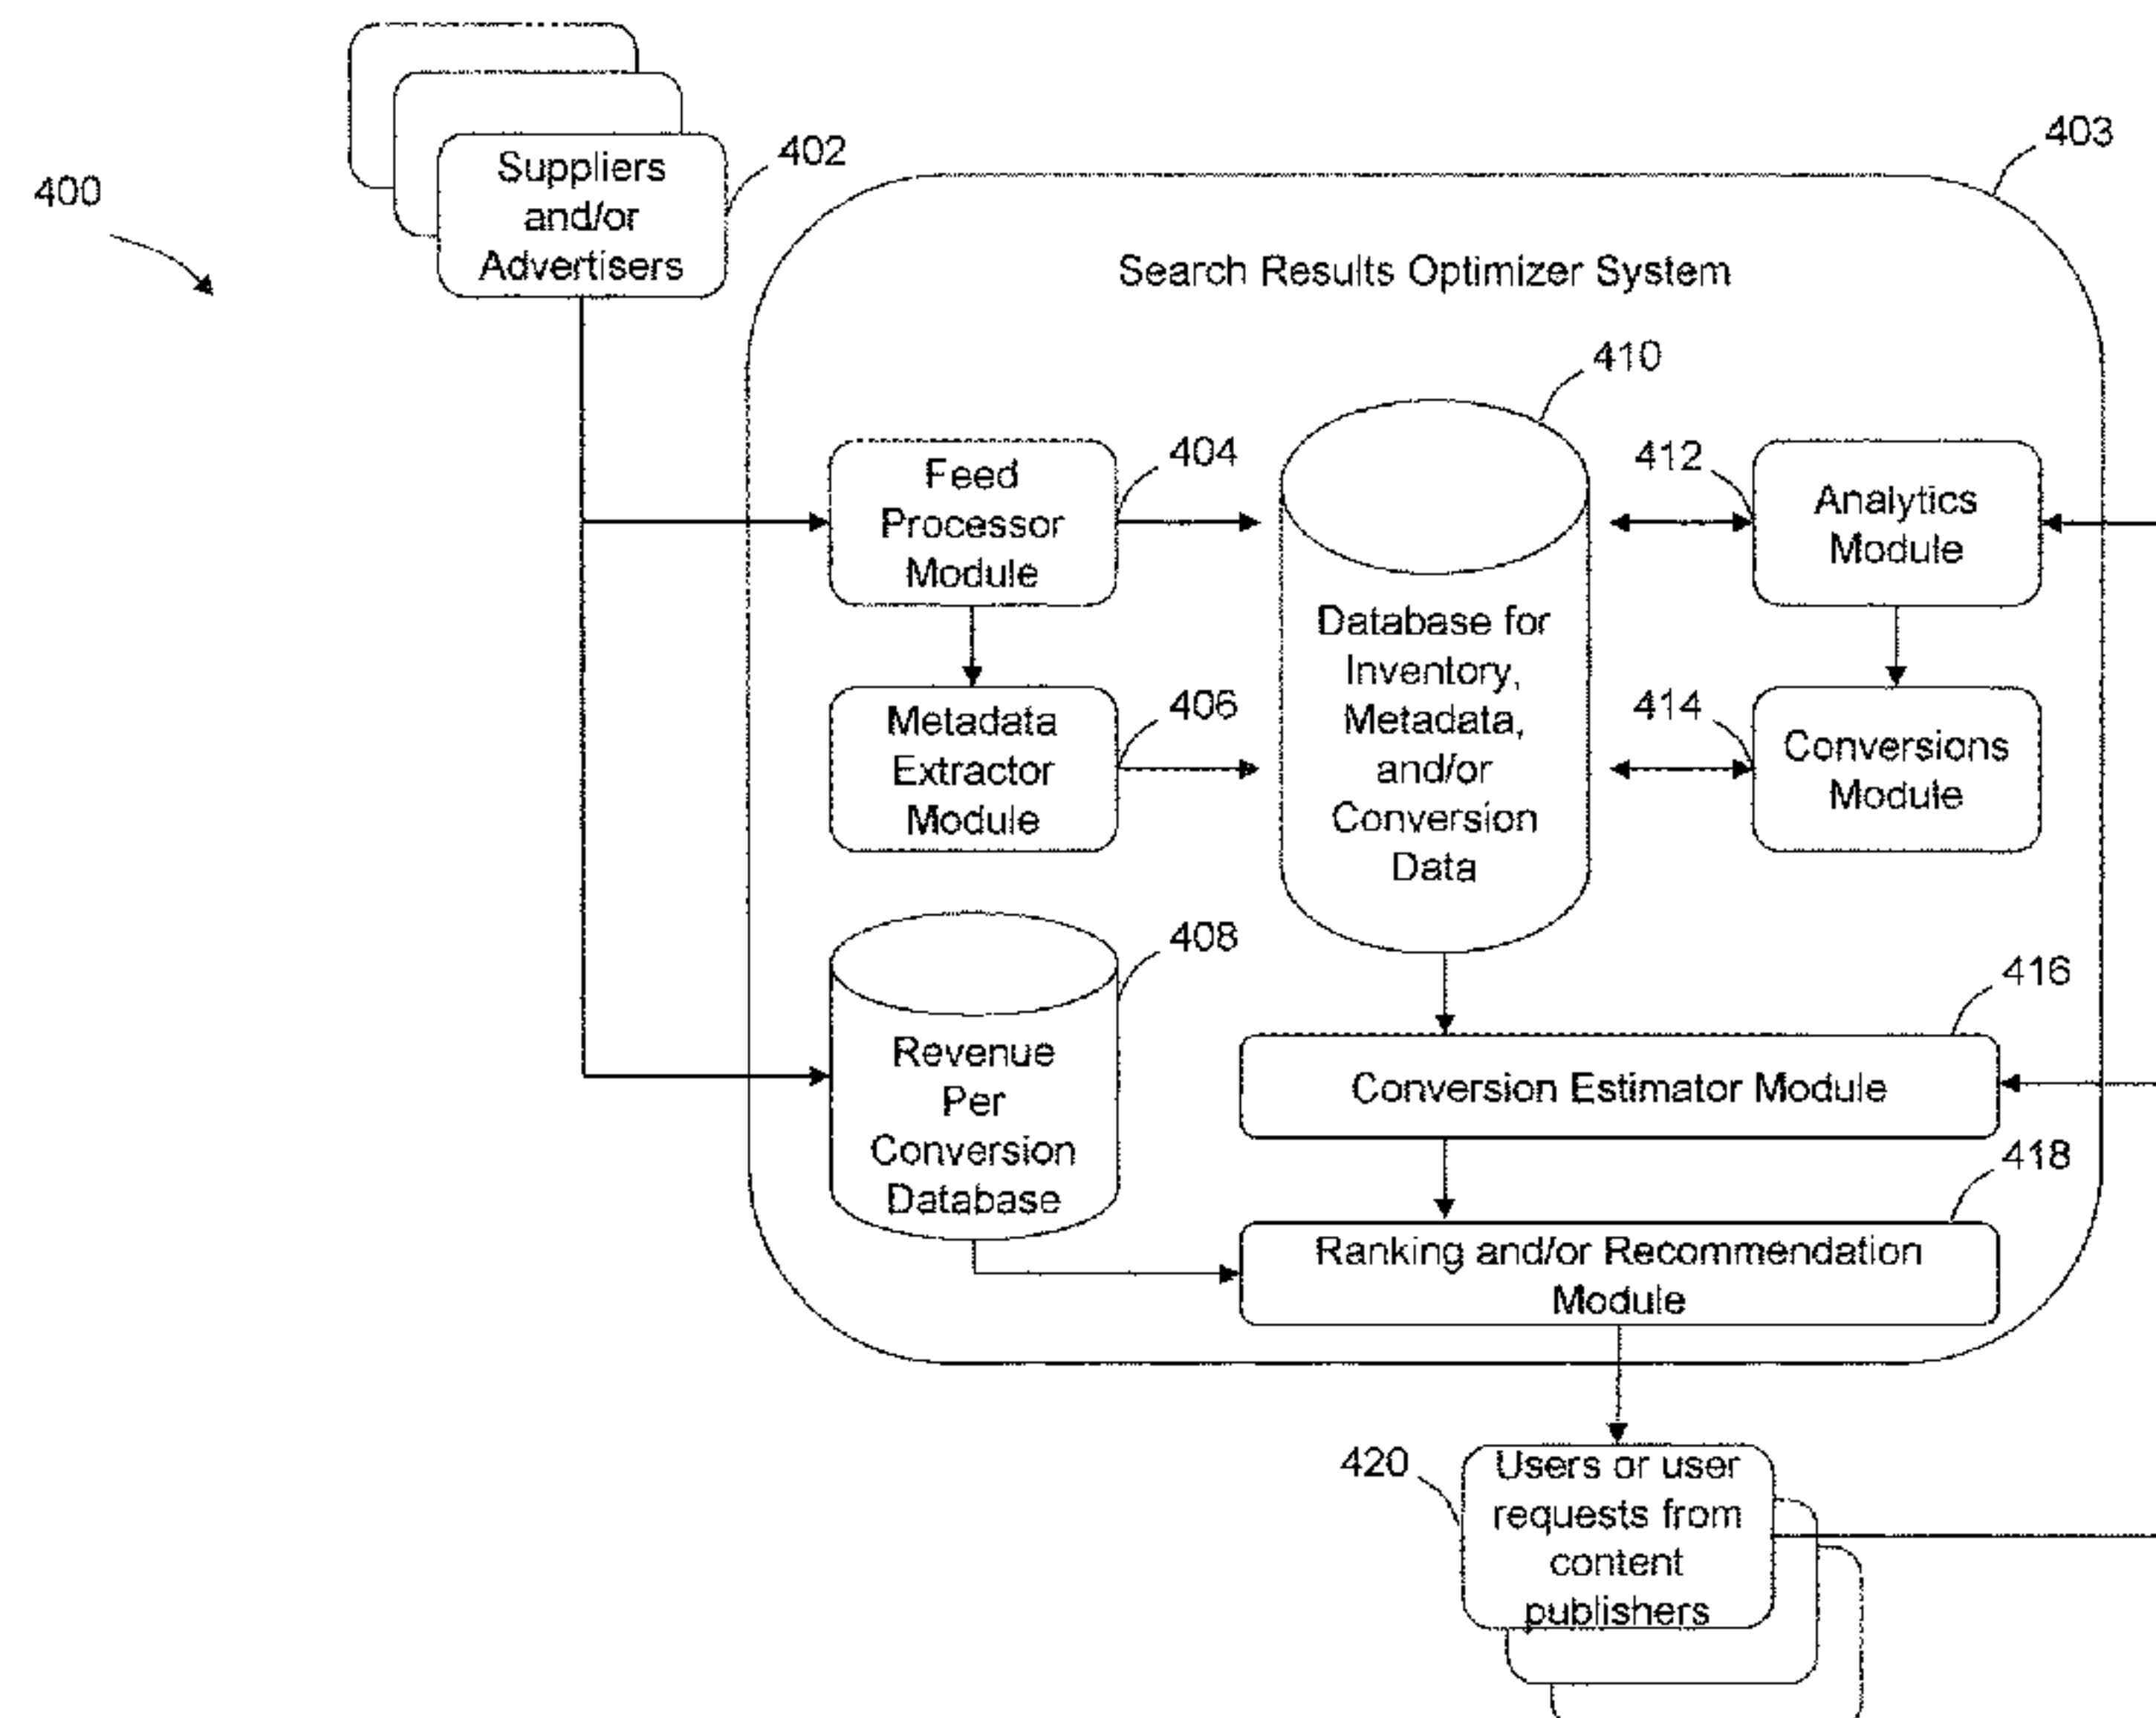 400
Suppliers
and/or
Advertisers
402
403
Search Results Optimizer System
410
Feed
Processor
Module
404
412
Analytics
Module
Database for
Inventory,
Metadata,
and/or
Conversion
Data
Metadata
Extractor
Module
406
414
Conversions
Module
408
Revenue
Per
Conversion
Database
416
Conversion Estimator Module
418
Ranking and/or Recommendation
Module
420
Users or user
requests from
content
publishers